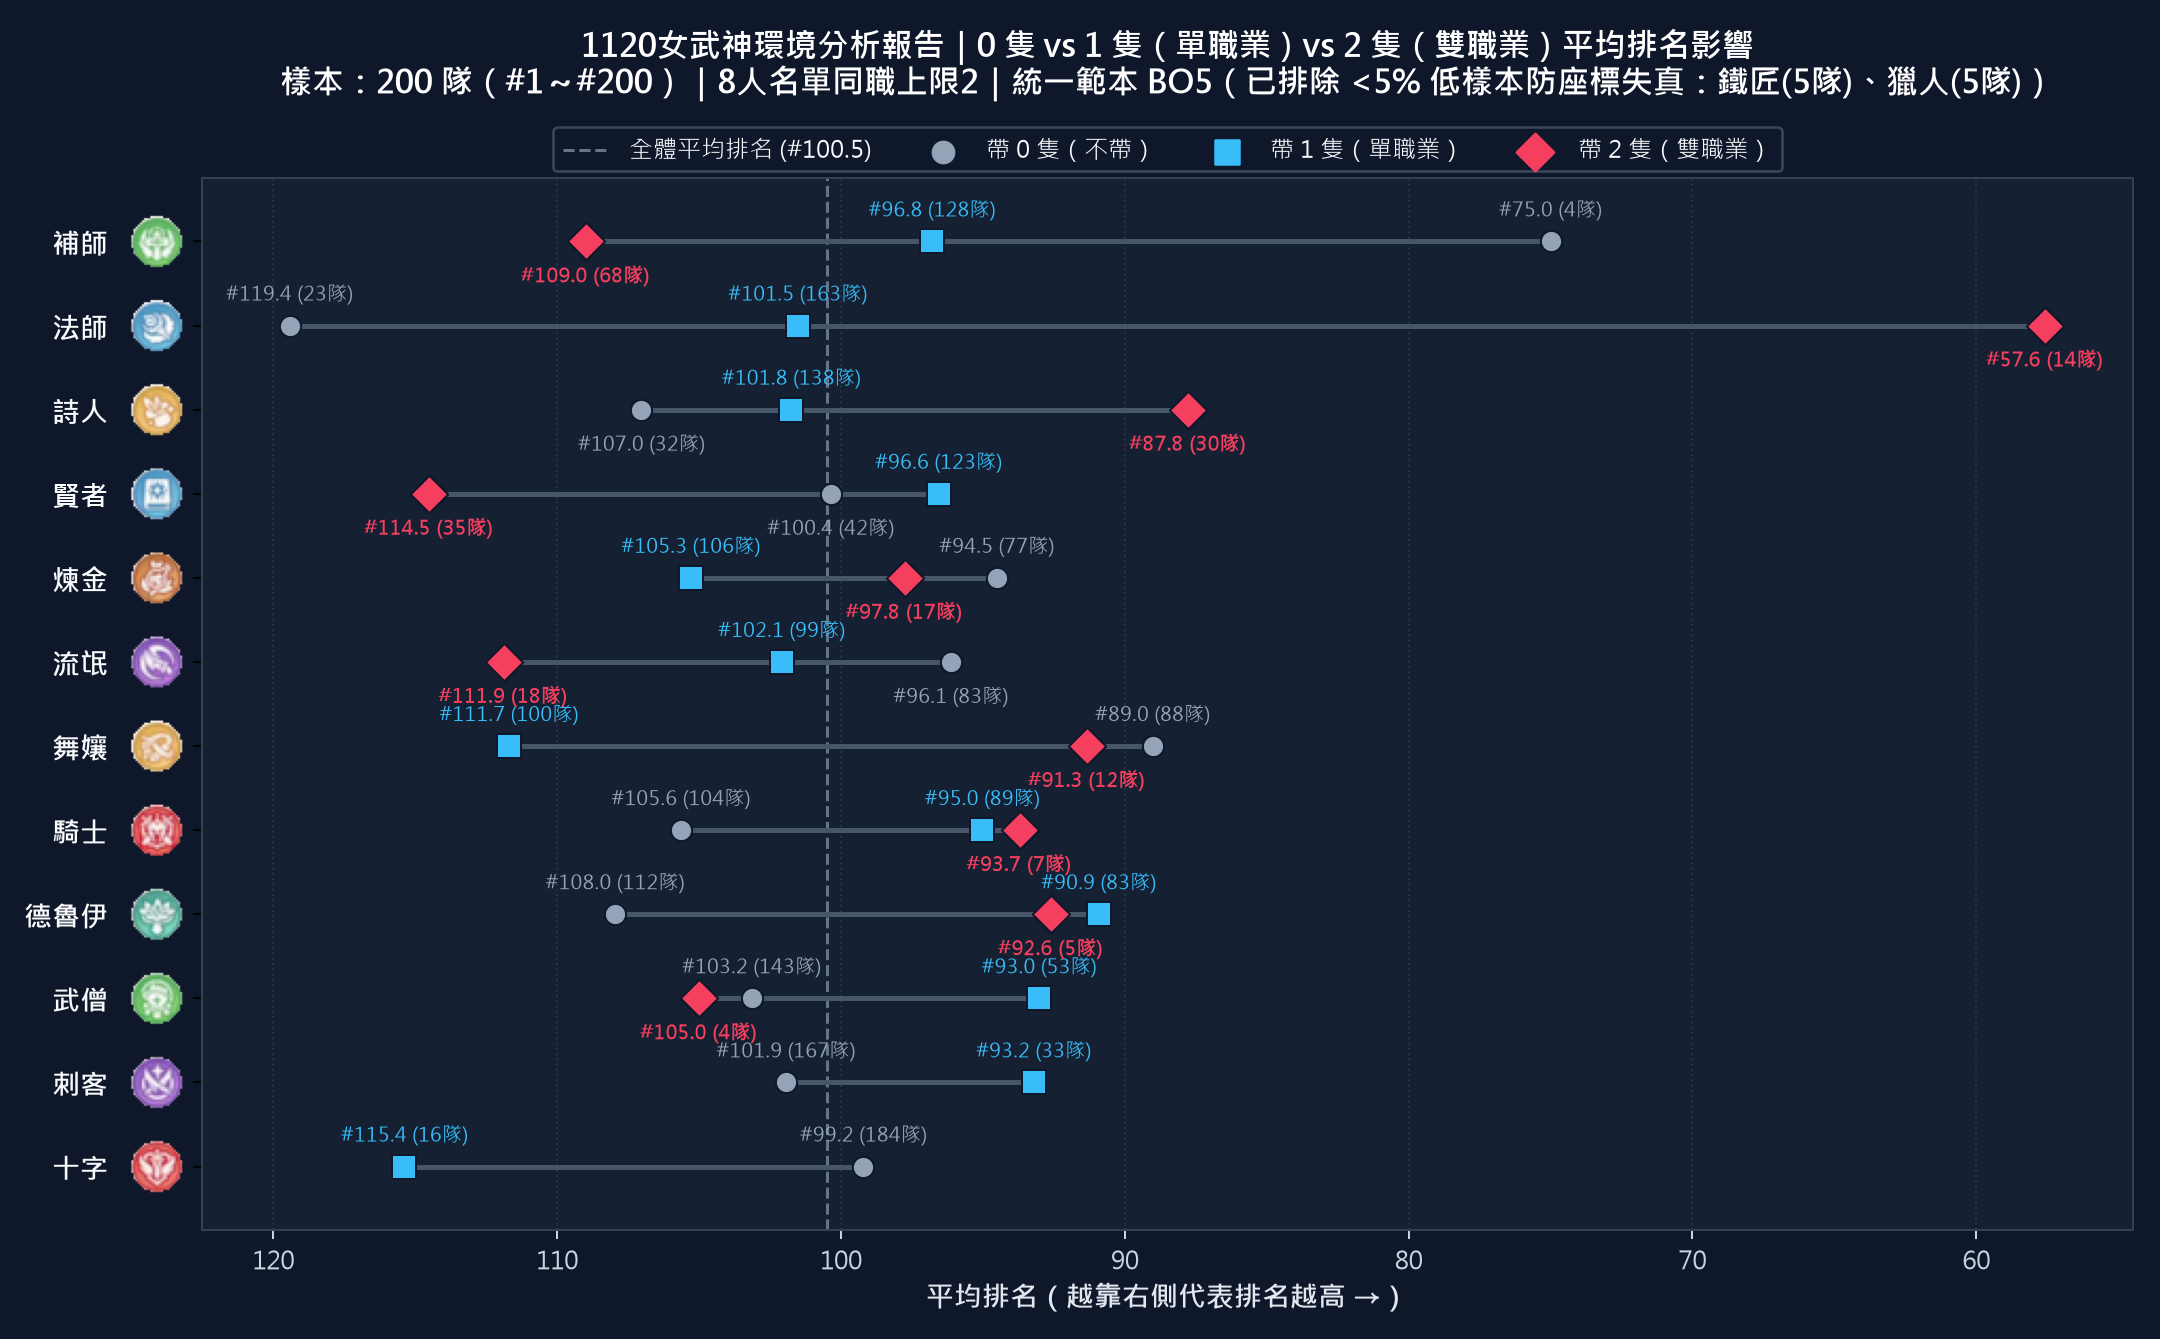 1120女武神環境分析報告 | 0 隻 vs 1 隻（單職業）vs 2 隻（雙職業）平均排名影響
樣本：200 隊（#1～#200）｜8人名單同職上限2｜統一範本 BO5（已排除 <5% 低樣本防座標失真：鐵匠(5隊)、獵人(5隊)）
全體平均排名 (#100.5)
帶 0 隻（不帶）
帶 1 隻（單職業）
帶 2 隻（雙職業）
補師
#96.8 (128隊)
#75.0 (4隊)
#109.0 (68隊)
法師
#119.4 (23隊)
#101.5 (163隊)
#57.6 (14隊)
詩人
#101.8 (138隊)
#107.0 (32隊)
#87.8 (30隊)
賢者
#96.6 (123隊)
#114.5 (35隊)
#100.4 (42隊)
煉金
#105.3 (106隊)
#94.5 (77隊)
#97.8 (17隊)
流氓
#102.1 (99隊)
#111.9 (18隊)
#96.1 (83隊)
舞孃
#111.7 (100隊)
#89.0 (88隊)
#91.3 (12隊)
騎士
#105.6 (104隊)
#95.0 (89隊)
#93.7 (7隊)
德魯伊
#108.0 (112隊)
#90.9 (83隊)
#92.6 (5隊)
武僧
#103.2 (143隊)
#93.0 (53隊)
#105.0 (4隊)
刺客
#101.9 (167隊)
#93.2 (33隊)
十字
#115.4 (16隊)
#99.2 (184隊)
120
110
100
90
80
70
60
平均排名（越靠右側代表排名越高 →）